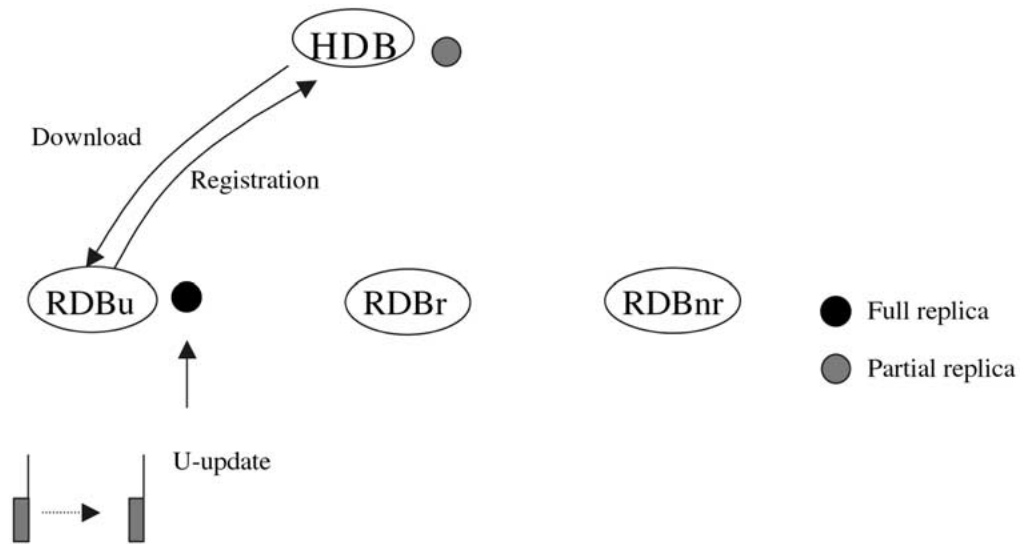 HDB
Download
Registration
RDBu
RDBr
RDBnr
Full replica
Partial replica
U-update